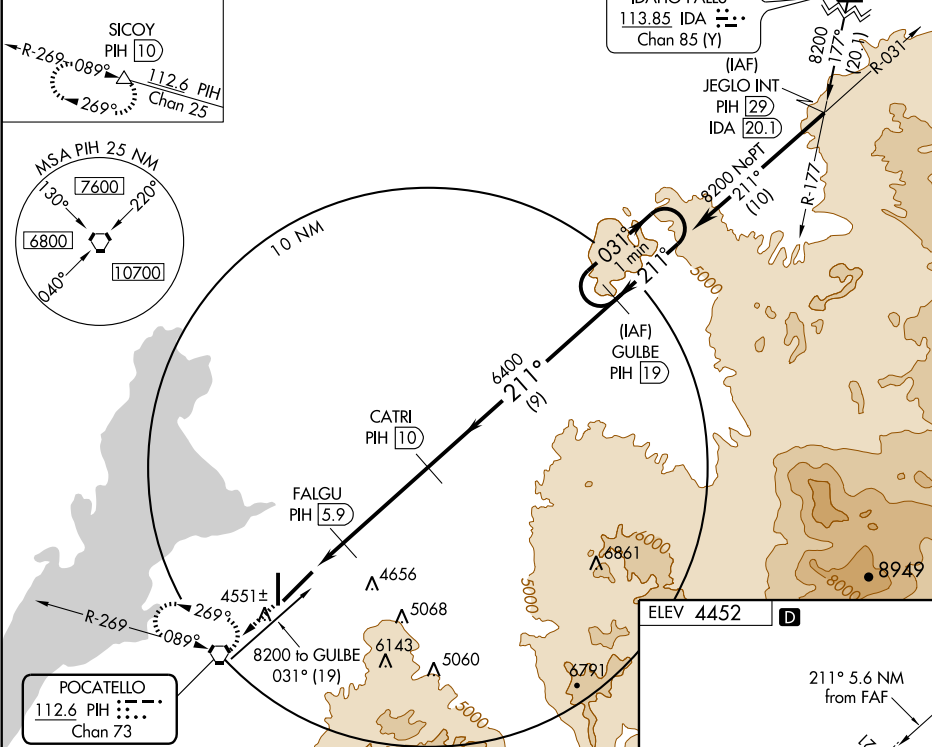 SICOY
PIH 10
R-269
089°
269°
112.6 PIH
Chan 25
MSA PIH 25 NM
130°
7600
220°
6800
10700
040°
113.85 IDA
Chan 85 (Y)
8200
177°
(20.1)
R-031
(IAF)
JEGLO INT
PIH 29
IDA 20.1
8200 NoPT
211°
(10)
R-177
10 NM
031°
1 min
211°
5000
(IAF)
GULBE
PIH 19
6400
211°
(9)
CATRI
PIH 10
FALGU
PIH 5.9
4551±
4656
5068
6143
5060
5000
6861
6000
5000
6791
8949
8000
R-269
269°
089°
8200 to GULBE
031° (19)
POCATELLO
112.6 PIH
Chan 73
ELEV 4452
D
211° 5.6 NM
from FAF